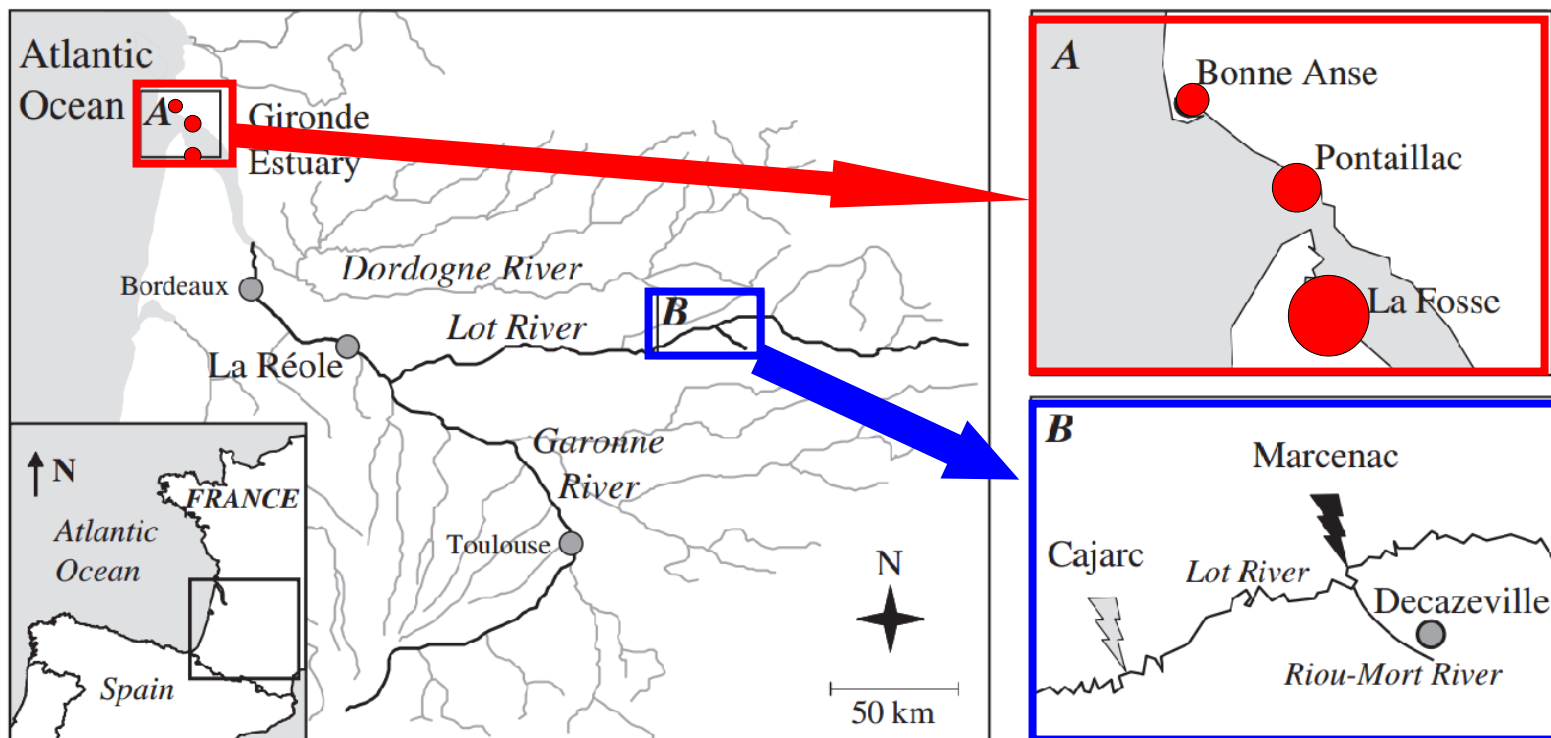 Atlantic
Ocean
A
Gironde
Estuary
Dordogne River
Bordeaux
Lot River
B
La Réole
Garonne
River
Toulouse
N
50 km
N
FRANCE
Atlantic
Ocean
Spain
A
Bonne Anse
Pontaillac
La Fosse
B
Marcenac
Cajarc
Lot River
Decazeville
Riou-Mort River